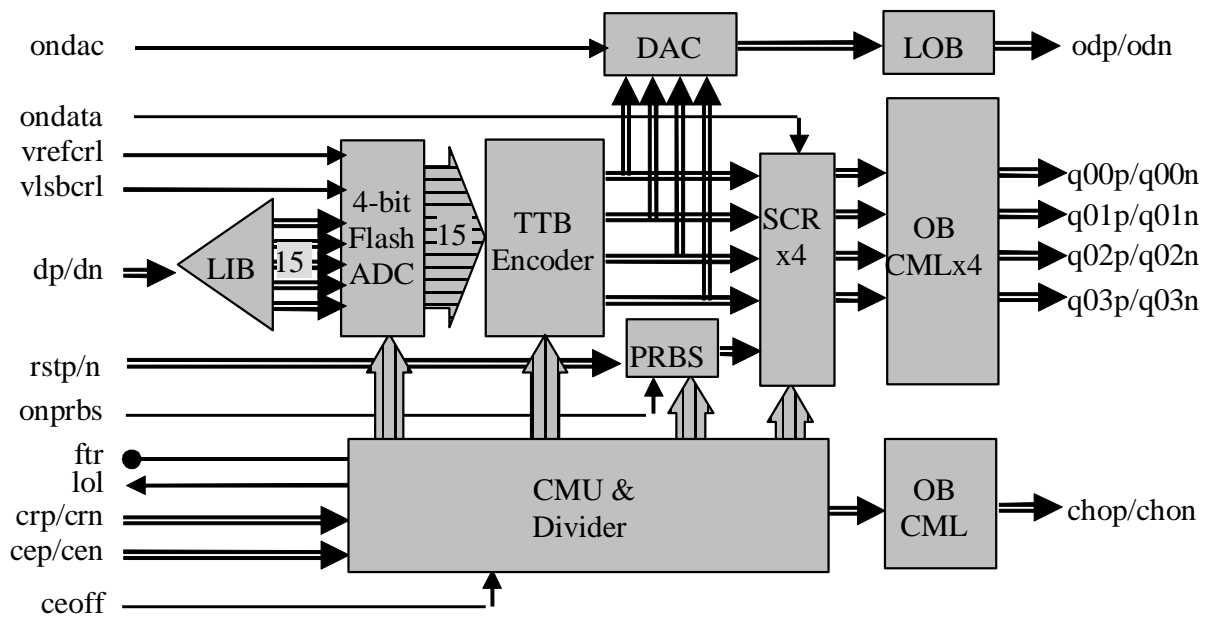 ondac
DAC
LOB
odp/odn
ondata
vrefcrl
vlsbcrl
dp/dn
LIB
15
4-bit
Flash
ADC
15
TTB
Encoder
SCR
x4
OB
CMLx4
q00p/q00n
q01p/q01n
q02p/q02n
q03p/q03n
rstp/n
PRBS
onprbs
ftr
lol
crp/crn
cep/cen
ceoff
CMU &
Divider
OB
CML
chop/chon